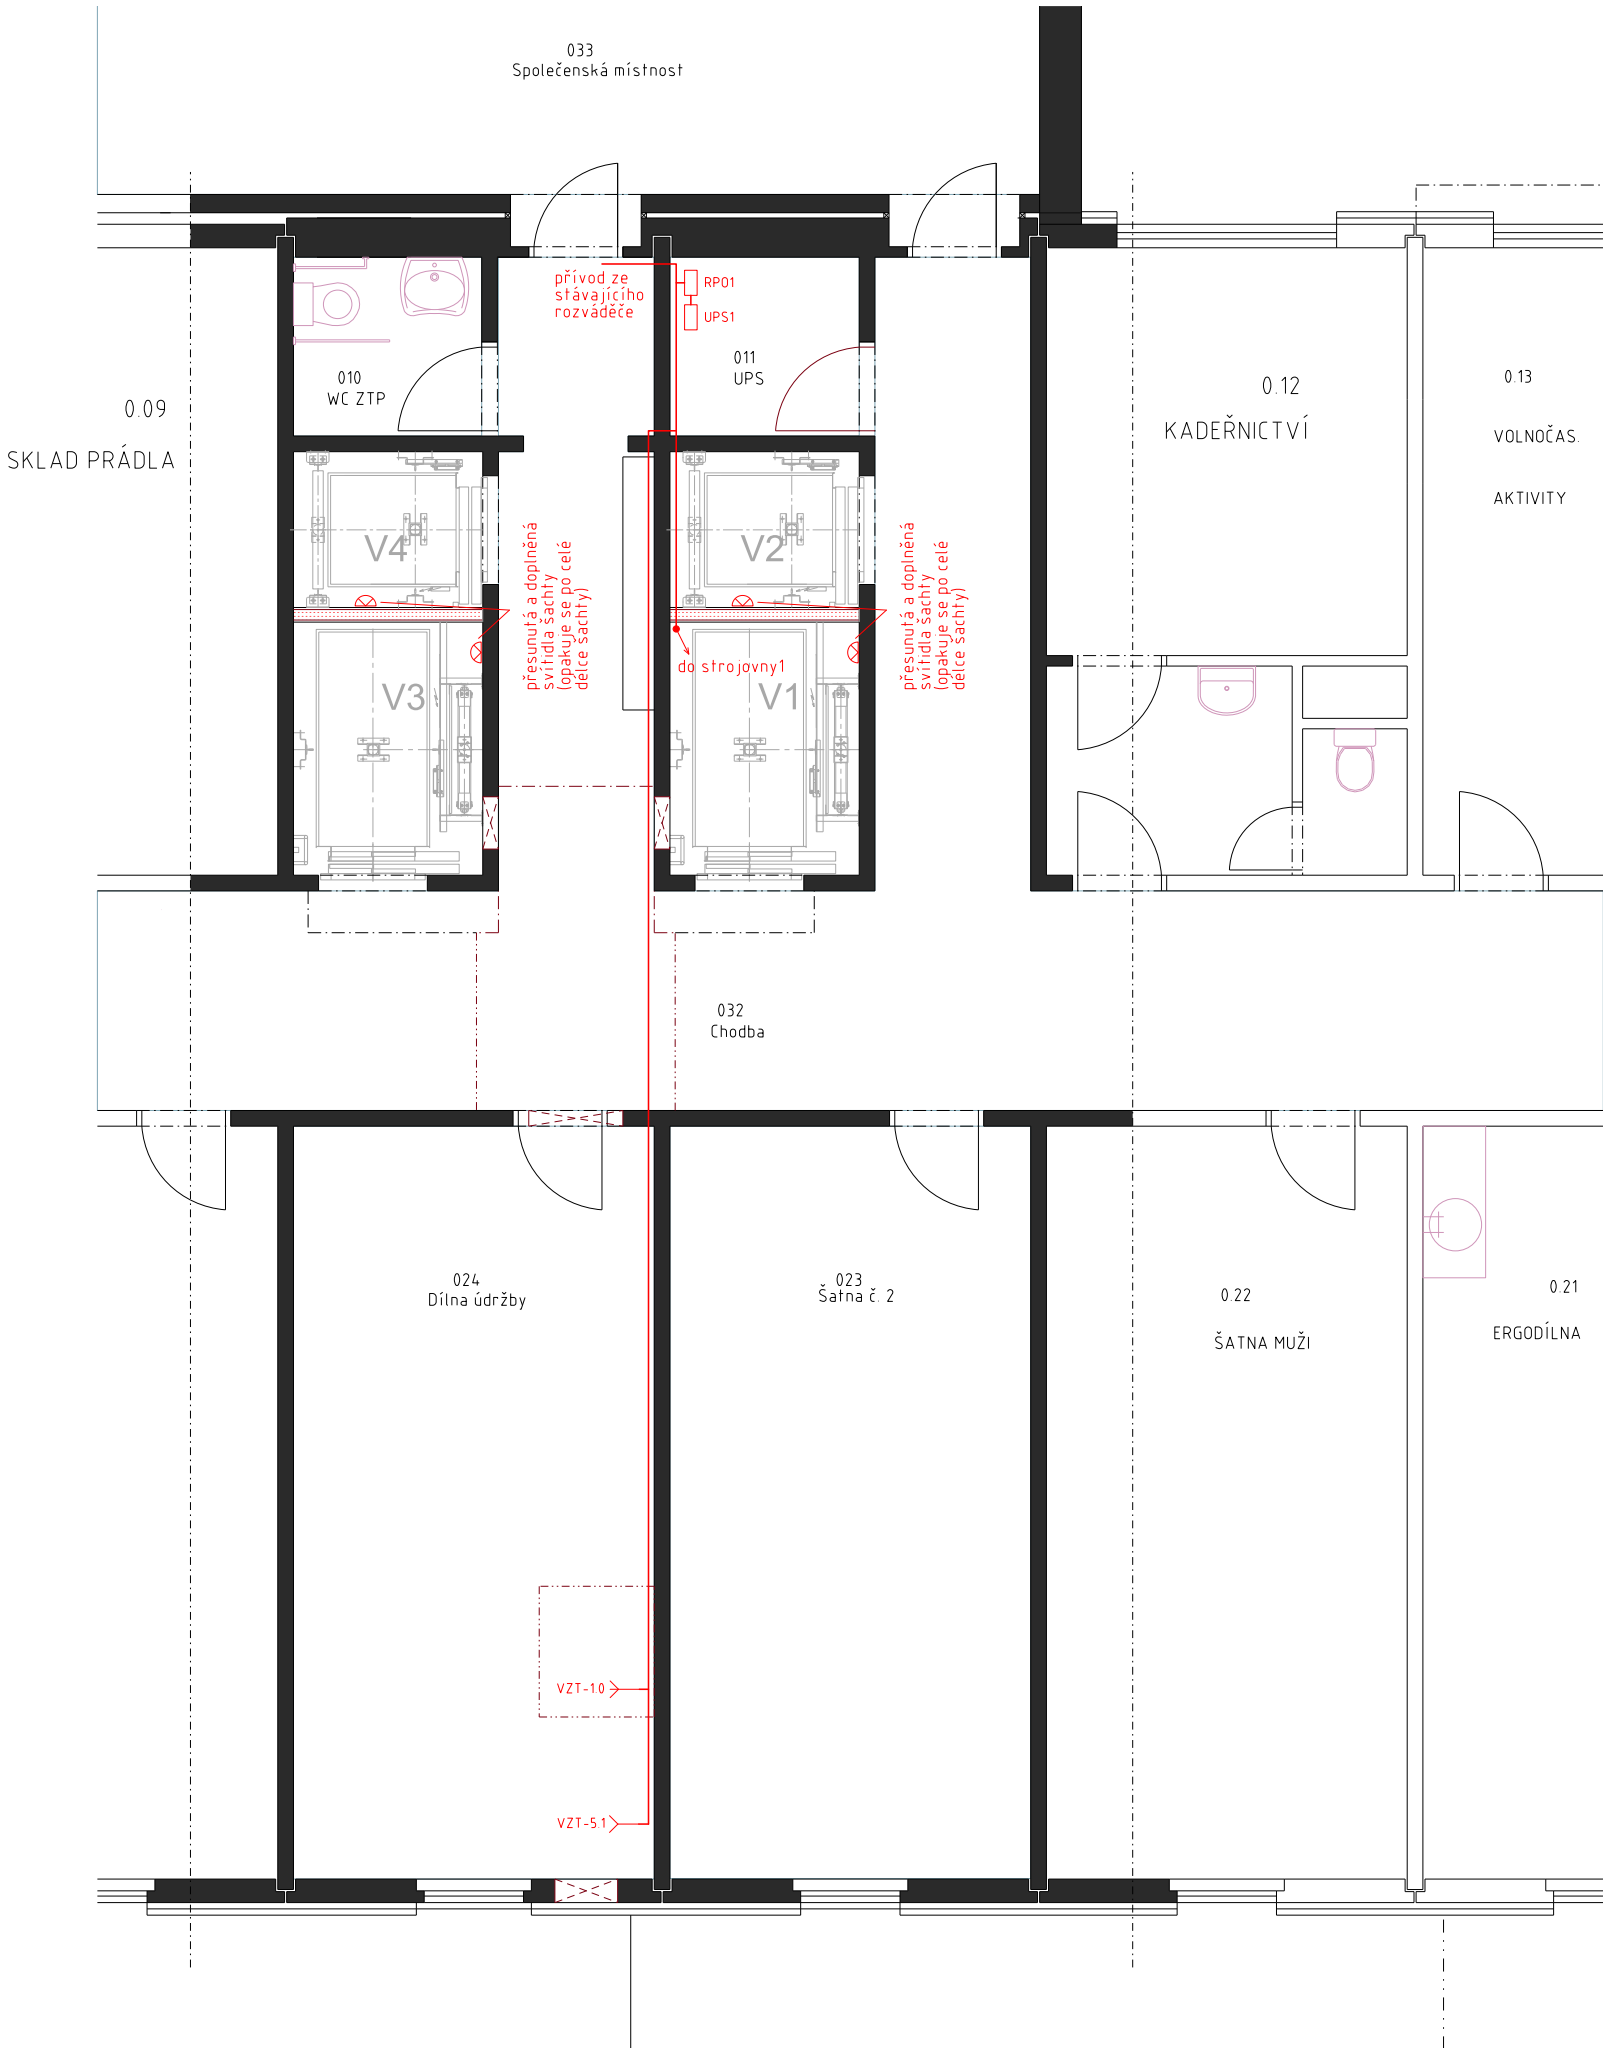 033
Společenská místnost
přívod ze
stávajícího
rozváděče
RP01
UPS1
011
UPS
010
WC ZTP
0.09
SKLAD PRÁDLA
0.12
KADEŘNICTVÍ
0.13
VOLNOČAS.
AKTIVITY
V4
V2
přesunutá a doplněná
svítidla šachty
(opakuje se po celé
délce šachty)
přesunutá a doplněná
svítidla šachty
(opakuje se po celé
délce šachty)
do strojovny1
V3
V1
032
Chodba
024
Dílna údržby
023
Šatna č. 2
0.22
ŠATNA MUŽI
0.21
ERGODÍLNA
VZT-1.0
VZT-5.1